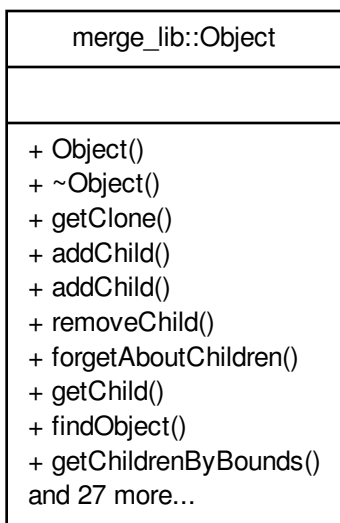 merge_lib::Object
+ Object()
+ ~Object()
+ getClone()
+ addChild()
+ addChild()
+ removeChild()
+ forgetAboutChildren()
+ getChild()
+ findObject()
+ getChildrenByBounds()
and 27 more...